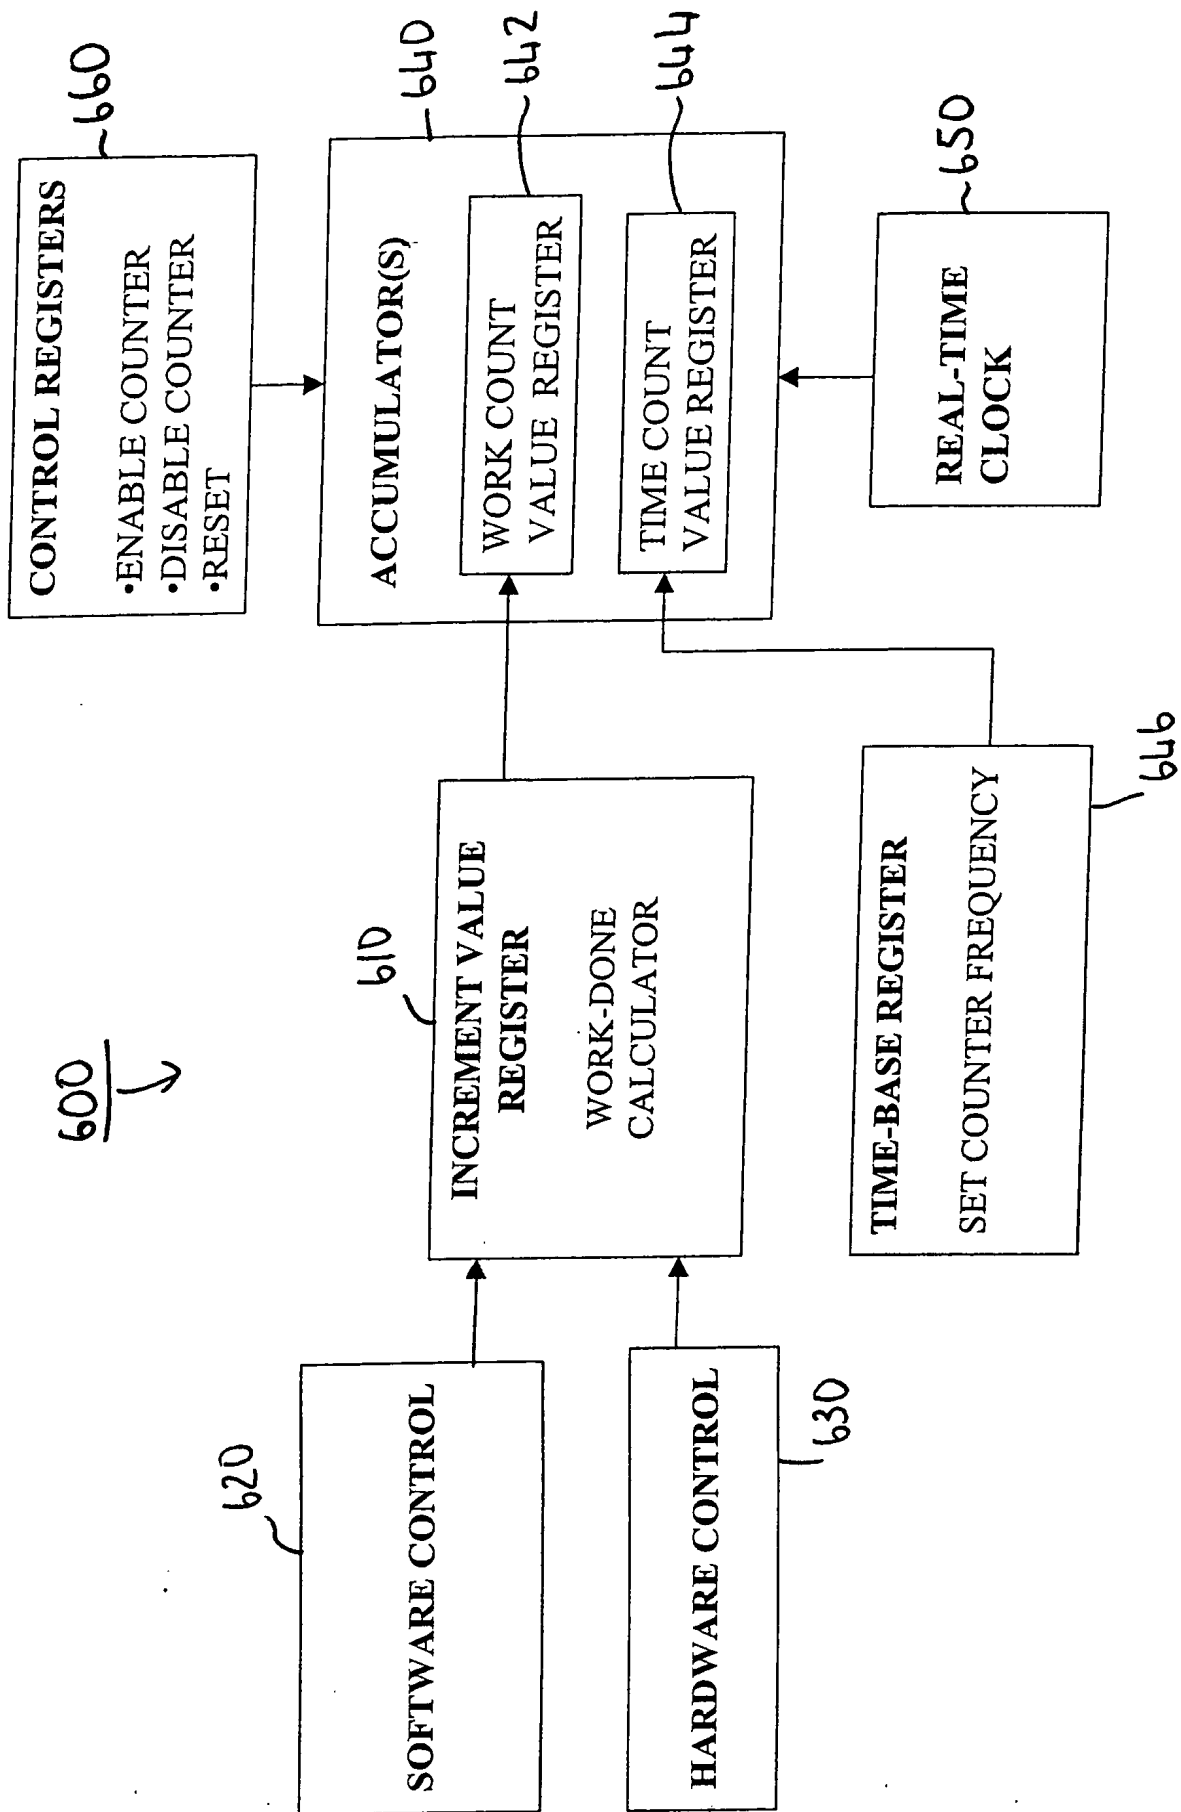 600
660
CONTROL REGISTERS
•ENABLE COUNTER
•DISABLE COUNTER
•RESET
640
ACCUMULATOR(S)
642
WORK COUNT
VALUE REGISTER
644
TIME COUNT
VALUE REGISTER
650
REAL-TIME
CLOCK
610
INCREMENT VALUE
REGISTER
WORK-DONE
CALCULATOR
646
TIME-BASE REGISTER
SET COUNTER FREQUENCY
620
SOFTWARE CONTROL
630
HARDWARE CONTROL